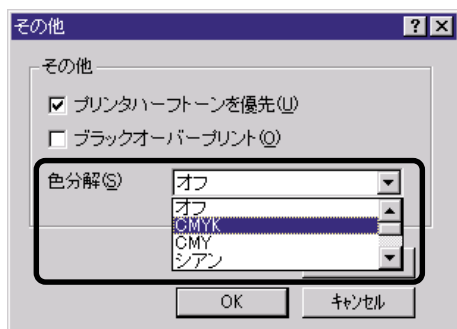 その他
その他
プリンタハーフトーンを優先(U)
ブラックオーバープリント(O)
色分解(S)
オフ
オフ
CMYK
CMY
シアン
OK キャンセル